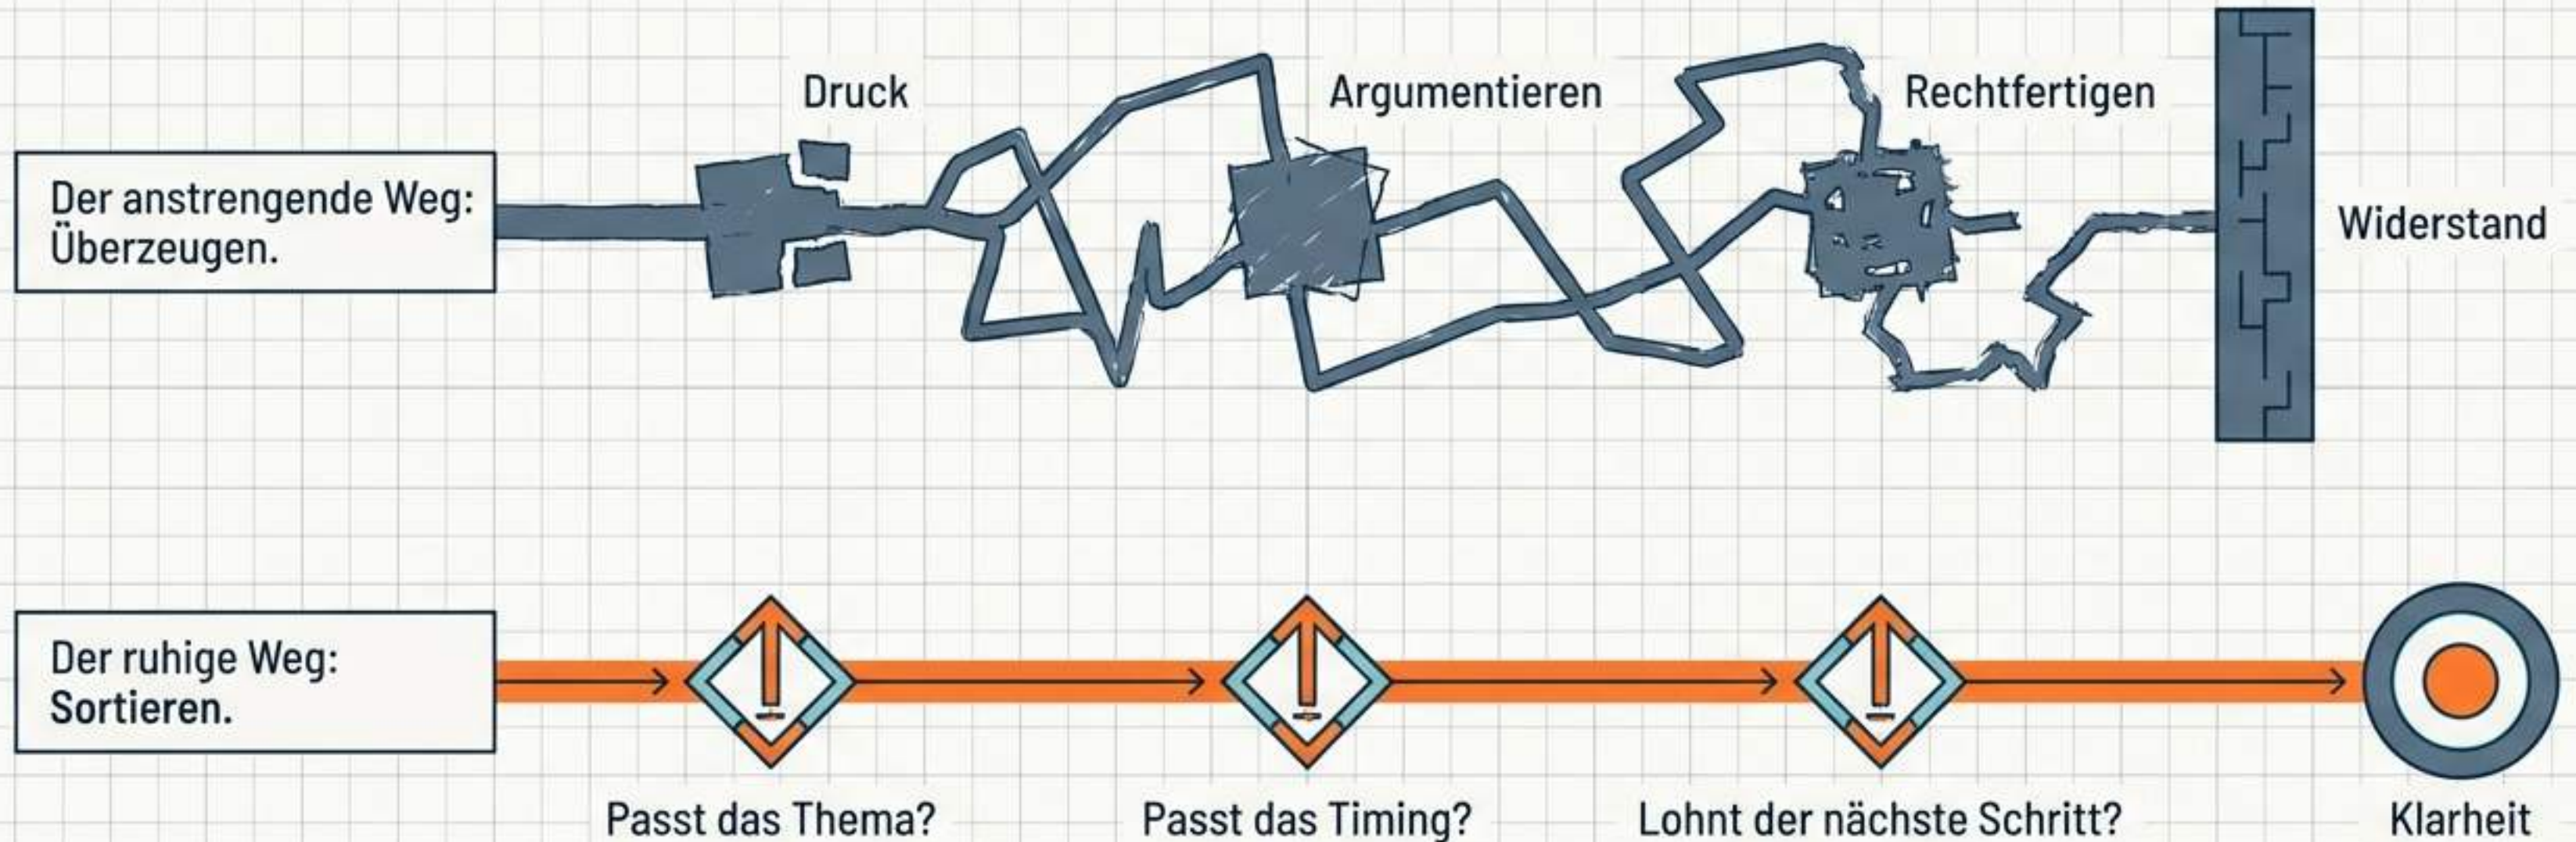 Druck
Argumentieren
Rechtfertigen
Der anstrengende Weg:
Überzeugen.
Widerstand
Der ruhige Weg:
Sortieren.
Passt das Thema?
Passt das Timing?
Lohnt der nächste Schritt?
Klarheit